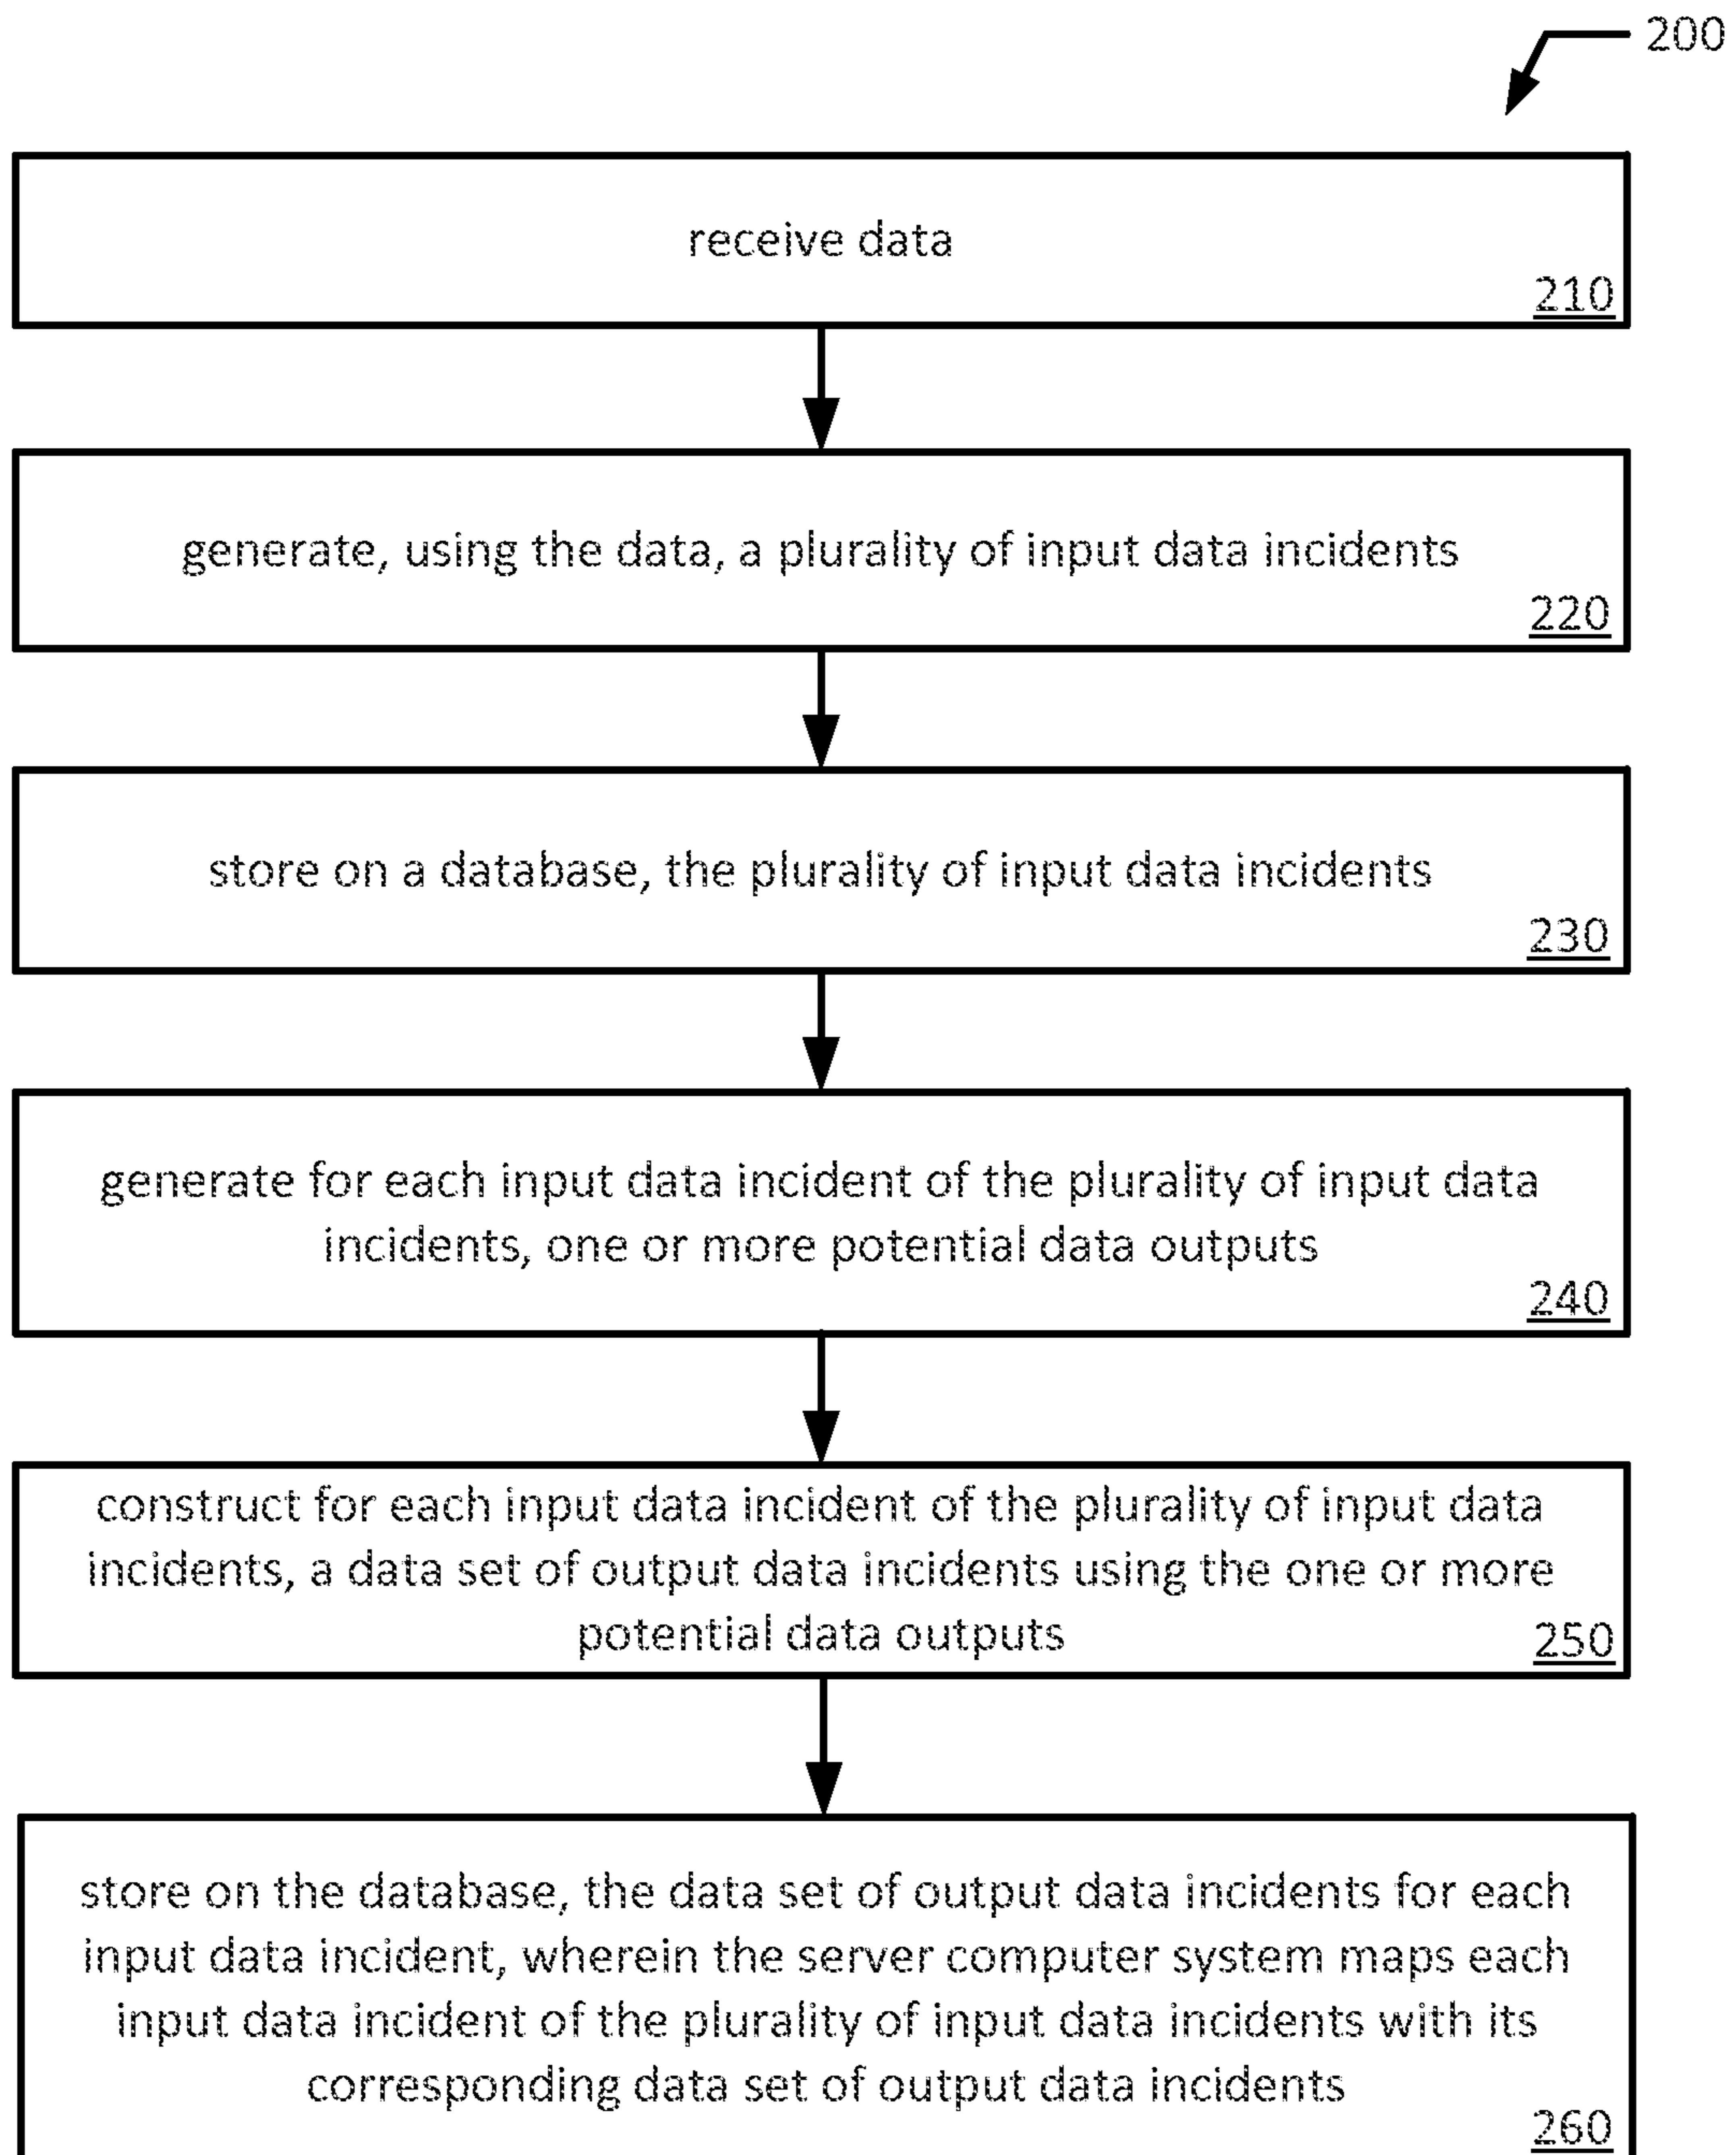 200
receive data
210
generate, using the data, a plurality of input data incidents
220
store on a database, the plurality of input data incidents
230
generate for each input data incident of the plurality of input data
incidents, one or more potential data outputs
240
construct for each input data incident of the plurality of input data
incidents, a data set of output data incidents using the one or more
potential data outputs
250
store on the database, the data set of output data incidents for each
input data incident, wherein the server computer system maps each
input data incident of the plurality of input data incidents with its
corresponding data set of output data incidents
260